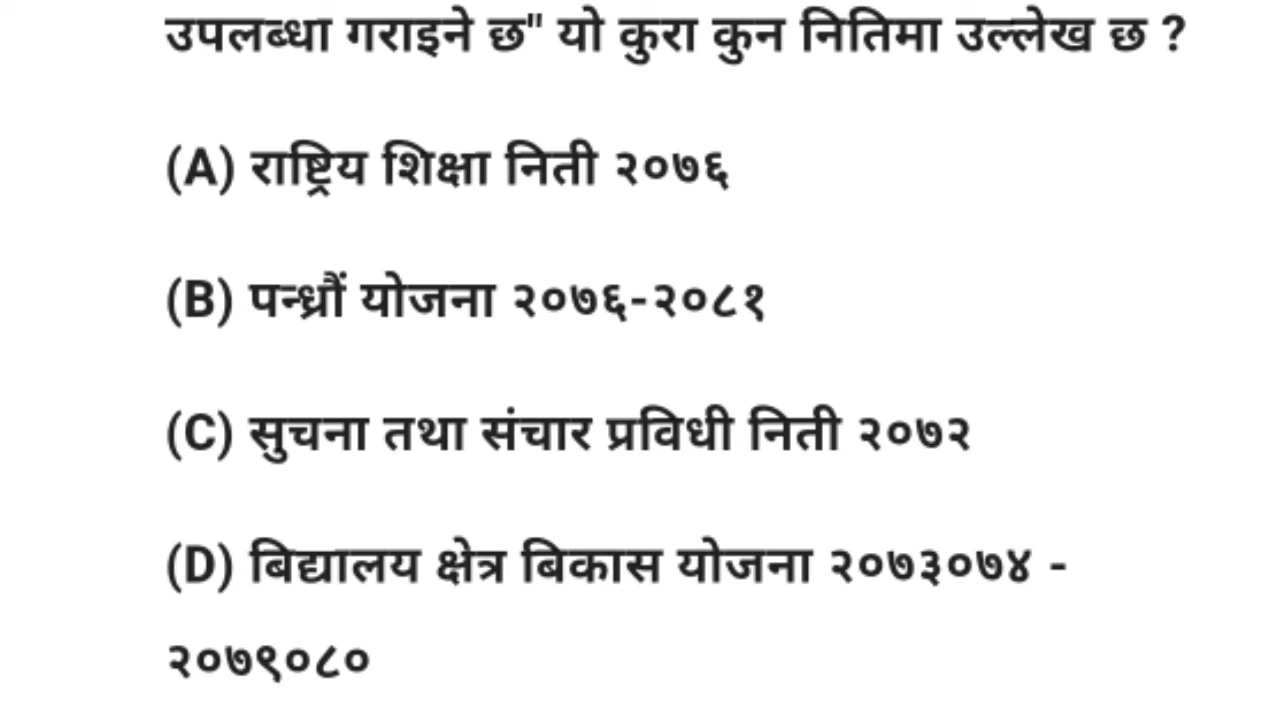 उपलब्धा गराइने छ" यो कुरा कुन नितिमा उल्लेख छ ?
(A) राष्ट्रिय शिक्षा निती २०७६
(B) पन्ध्रौं योजना २०७६-२०८१
(C) सुचना तथा संचार प्रविधी निती २०७२
(D) बिद्यालय क्षेत्र बिकास योजना २०७३०७४ -
२०७९०८०